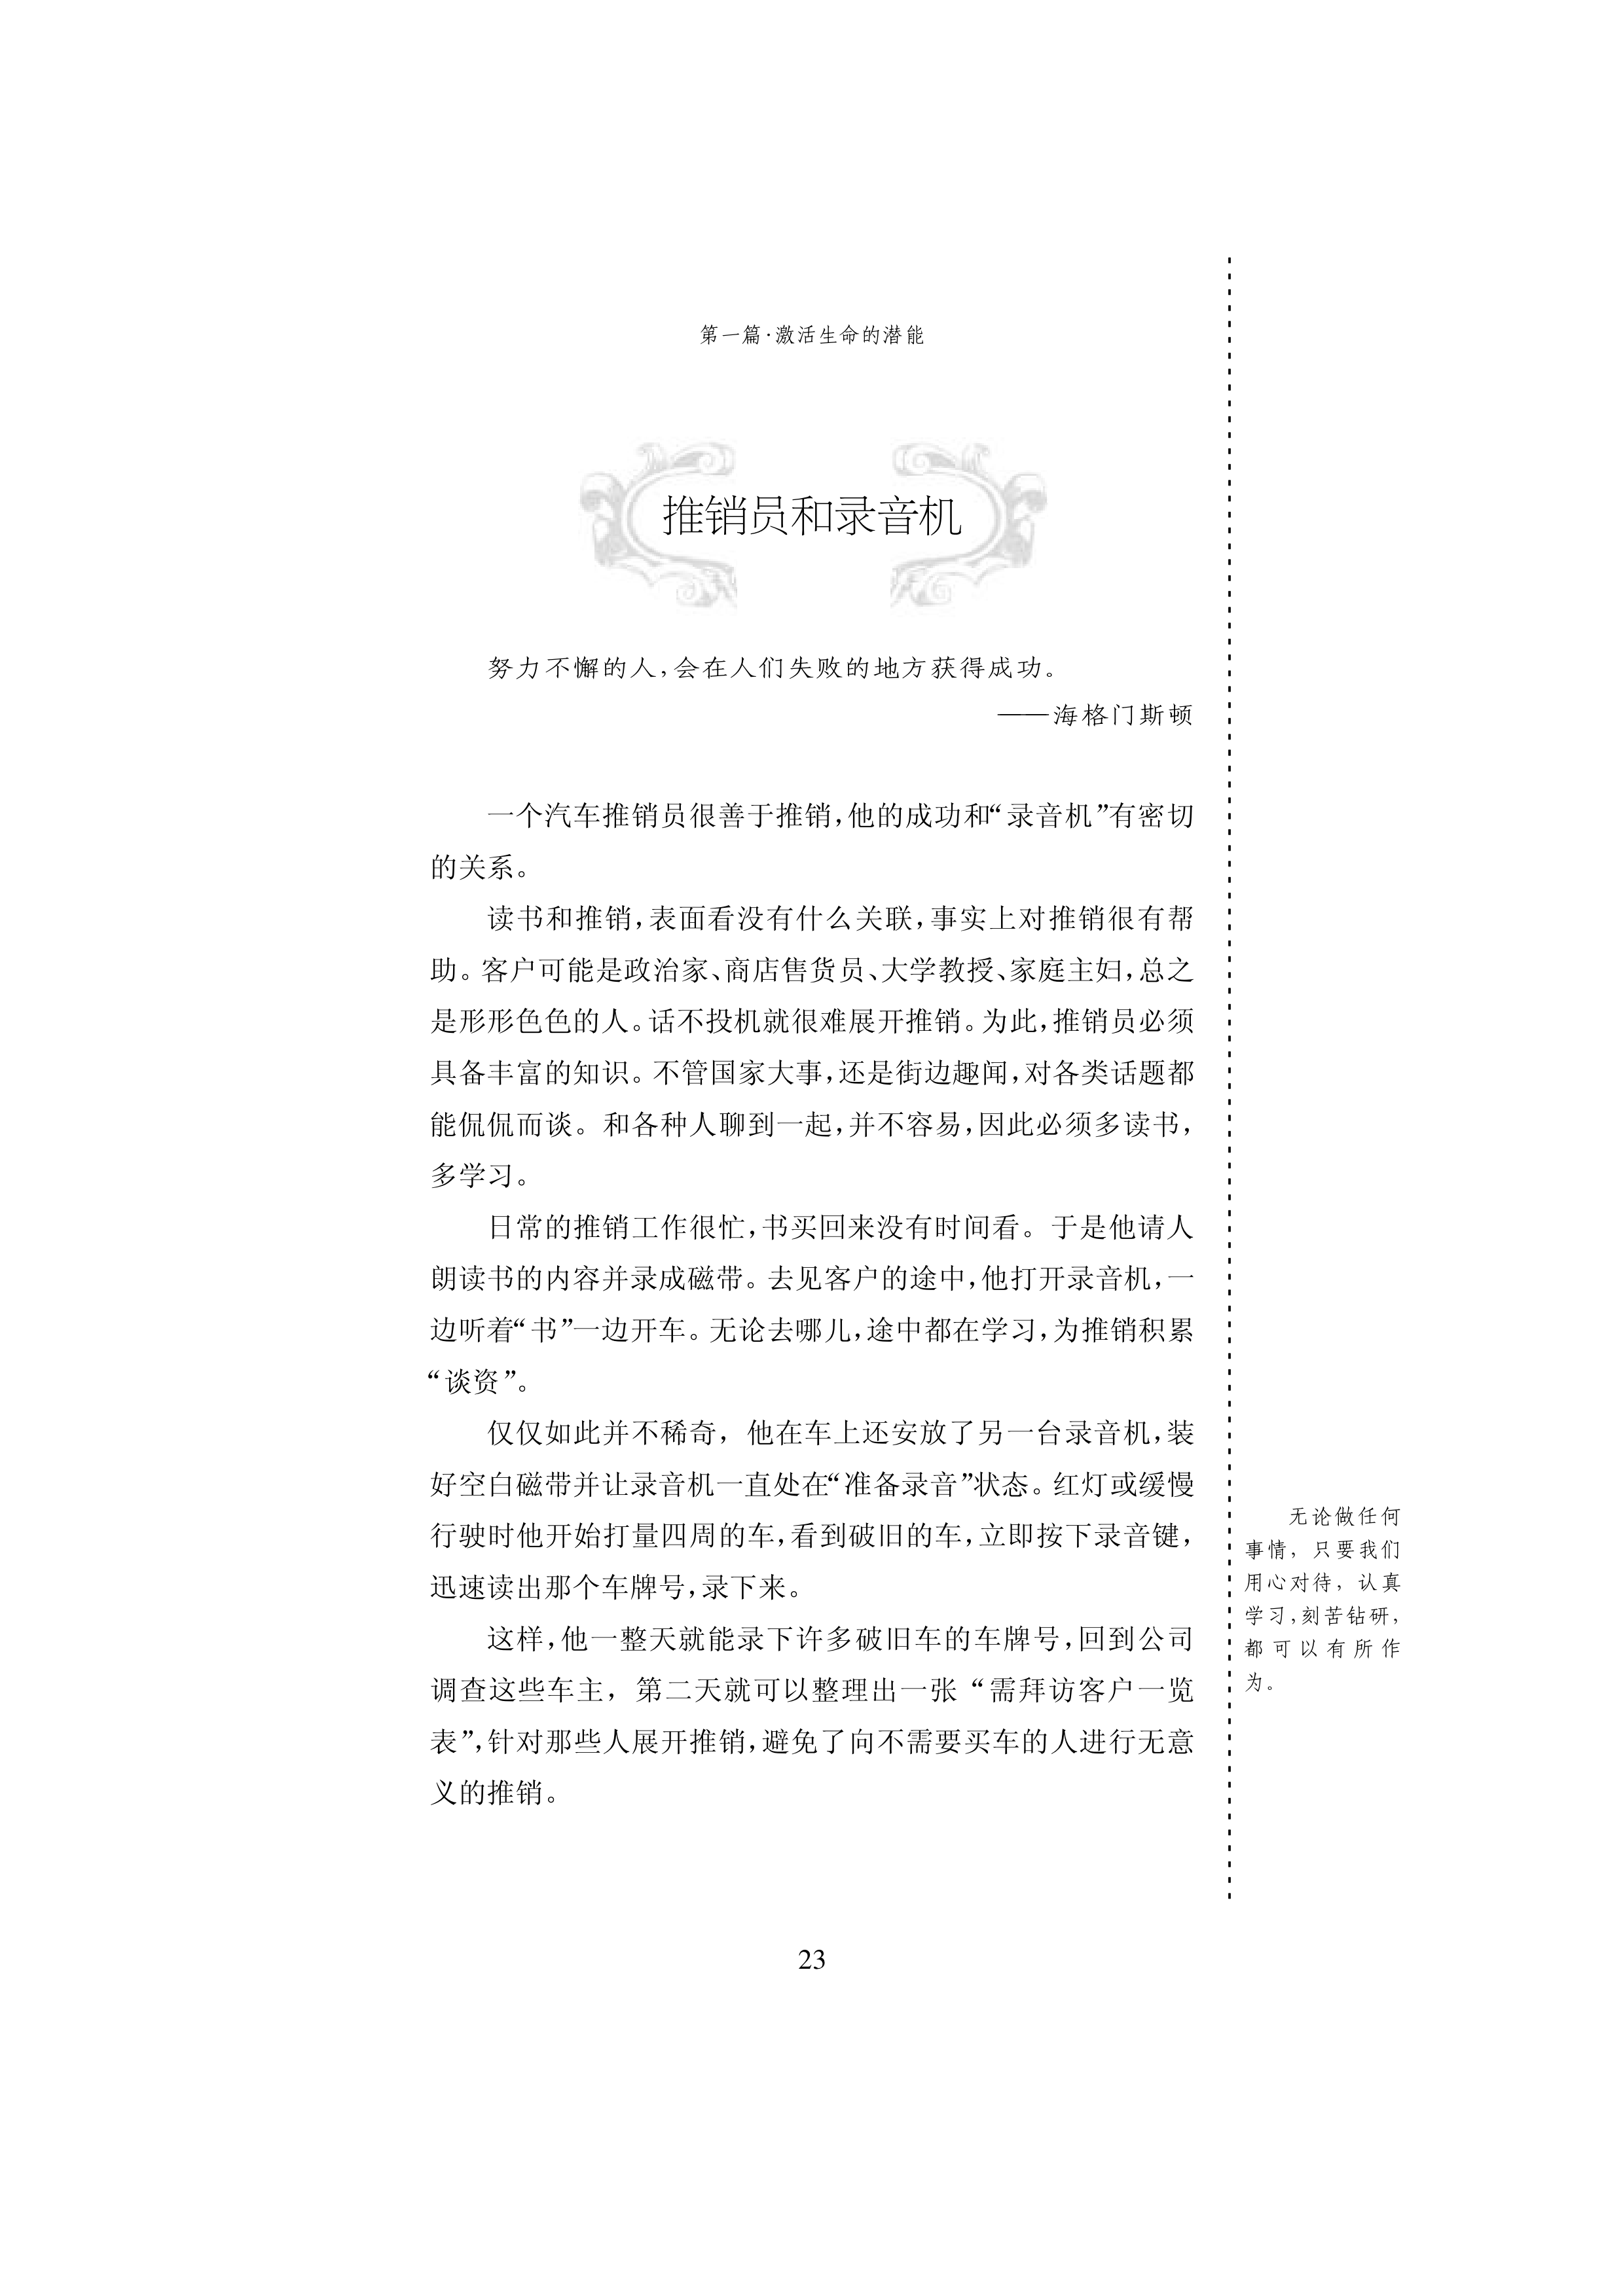 第一篇·激活生命的潜能
推销员和录音机
努力不懈的人,会在人们失败的地方获得成功。
——海格门斯顿
一个汽车推销员很善于推销,他的成功和“录音机”有密切
的关系。
读书和推销,表面看没有什么关联,事实上对推销很有帮
助。客户可能是政治家、商店售货员、大学教授、家庭主妇,总之
是形形色色的人。话不投机就很难展开推销。为此,推销员必须
具备丰富的知识。不管国家大事,还是街边趣闻,对各类话题都
能侃侃而谈。和各种人聊到一起,并不容易,因此必须多读书,
多学习。
日常的推销工作很忙,书买回来没有时间看。于是他请人
朗读书的内容并录成磁带。去见客户的途中,他打开录音机,一
边听着“书”一边开车。无论去哪儿,途中都在学习,为推销积累
“谈资”。
仅仅如此并不稀奇,他在车上还安放了另一台录音机,装
好空白磁带并让录音机一直处在“准备录音”状态。红灯或缓慢
行驶时他开始打量四周的车,看到破旧的车,立即按下录音键,
迅速读出那个车牌号,录下来。
这样,他一整天就能录下许多破旧车的车牌号,回到公司
调查这些车主,第二天就可以整理出一张“需拜访客户一览
表”,针对那些人展开推销,避免了向不需要买车的人进行无意
义的推销。
无论做任何
事情,只要我们
用心对待,认真
学习,刻苦钻研,
都可以有所作
为。
23